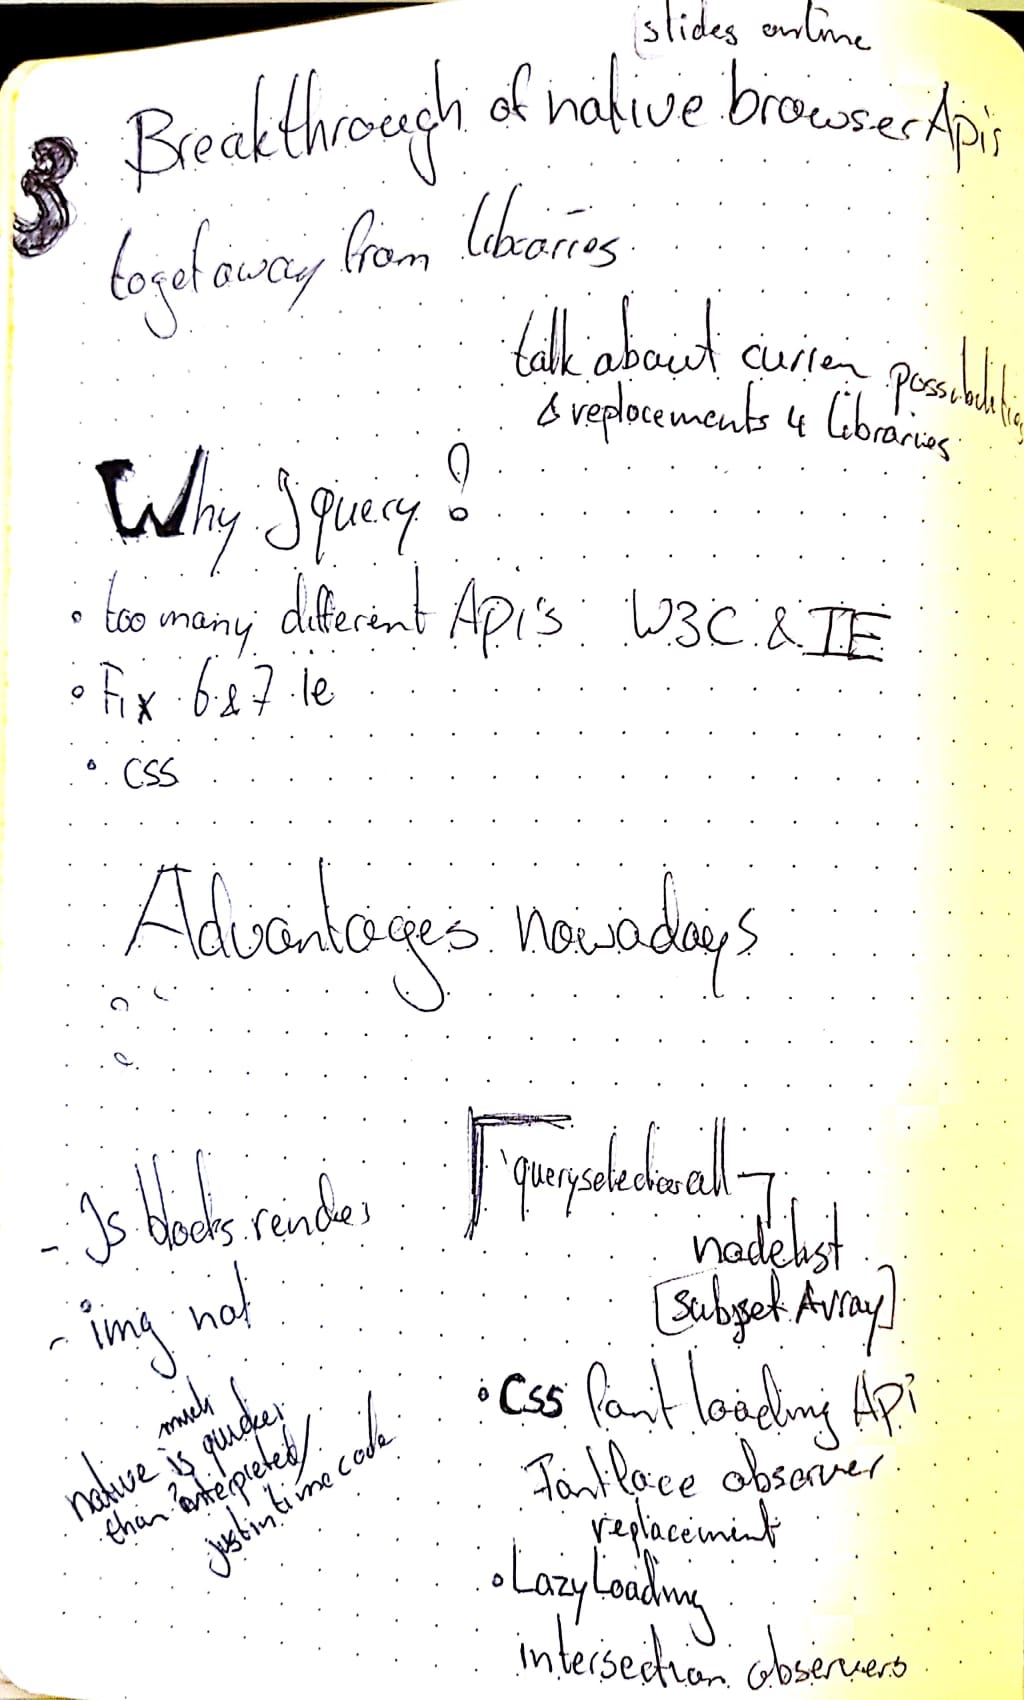 slides online
3 Breakthrough of native browser Apis
to get away from libraries
talk about curren possibilities
& replacements 4 libraries
Why Jquery?
• too many different Api's W3C & IE
• Fix 6 & 7 ie
• CSS
Advantages nowadays
- Js blocks render
- img not
native is much quicker
than interpreted/
just in time code
queryselectorall →
nodelist
[Subset Array]
• CSS Font loading API
Fontface observer
replacement
• Lazy Loading
intersection observers